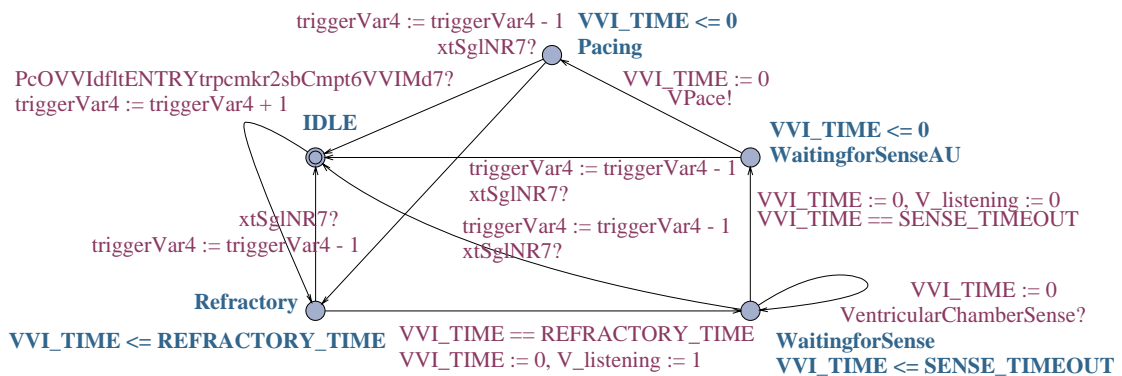 triggerVar4 := triggerVar4 - 1
xtSglNR7?
VVI_TIME <= 0
Pacing
PcOVVIdfltENTRYtrpcmkr2sbCmpt6VVIMd7?
triggerVar4 := triggerVar4 + 1
VVI_TIME := 0
VPace!
IDLE
VVI_TIME <= 0
WaitingforSenseAU
triggerVar4 := triggerVar4 - 1
xtSglNR7?
VVI_TIME := 0, V_listening := 0
VVI_TIME == SENSE_TIMEOUT
xtSglNR7?
triggerVar4 := triggerVar4 - 1
triggerVar4 := triggerVar4 - 1
xtSglNR7?
Refractory
VVI_TIME <= REFRACTORY_TIME
VVI_TIME == REFRACTORY_TIME
VVI_TIME := 0, V_listening := 1
VVI_TIME := 0
VentricularChamberSense?
WaitingforSense
VVI_TIME <= SENSE_TIMEOUT